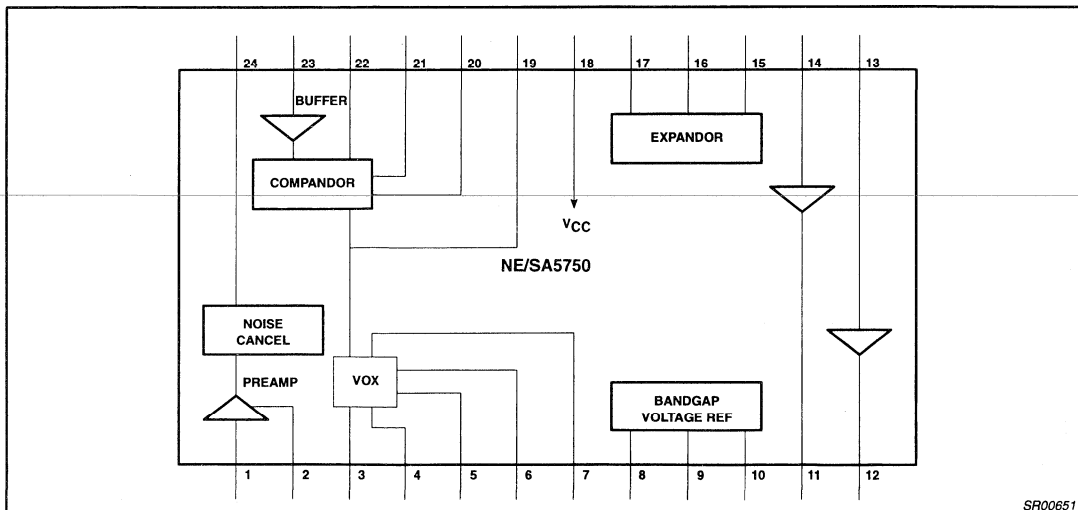 24 23 22 21 20 19 18 17 16 15 14 13
BUFFER
COMPANDOR
EXPANDOR
VCC
NE/SA5750
NOISE
CANCEL
PREAMP
VOX
BANDGAP
VOLTAGE REF
1 2 3 4 5 6 7 8 9 10 11 12
SR00651